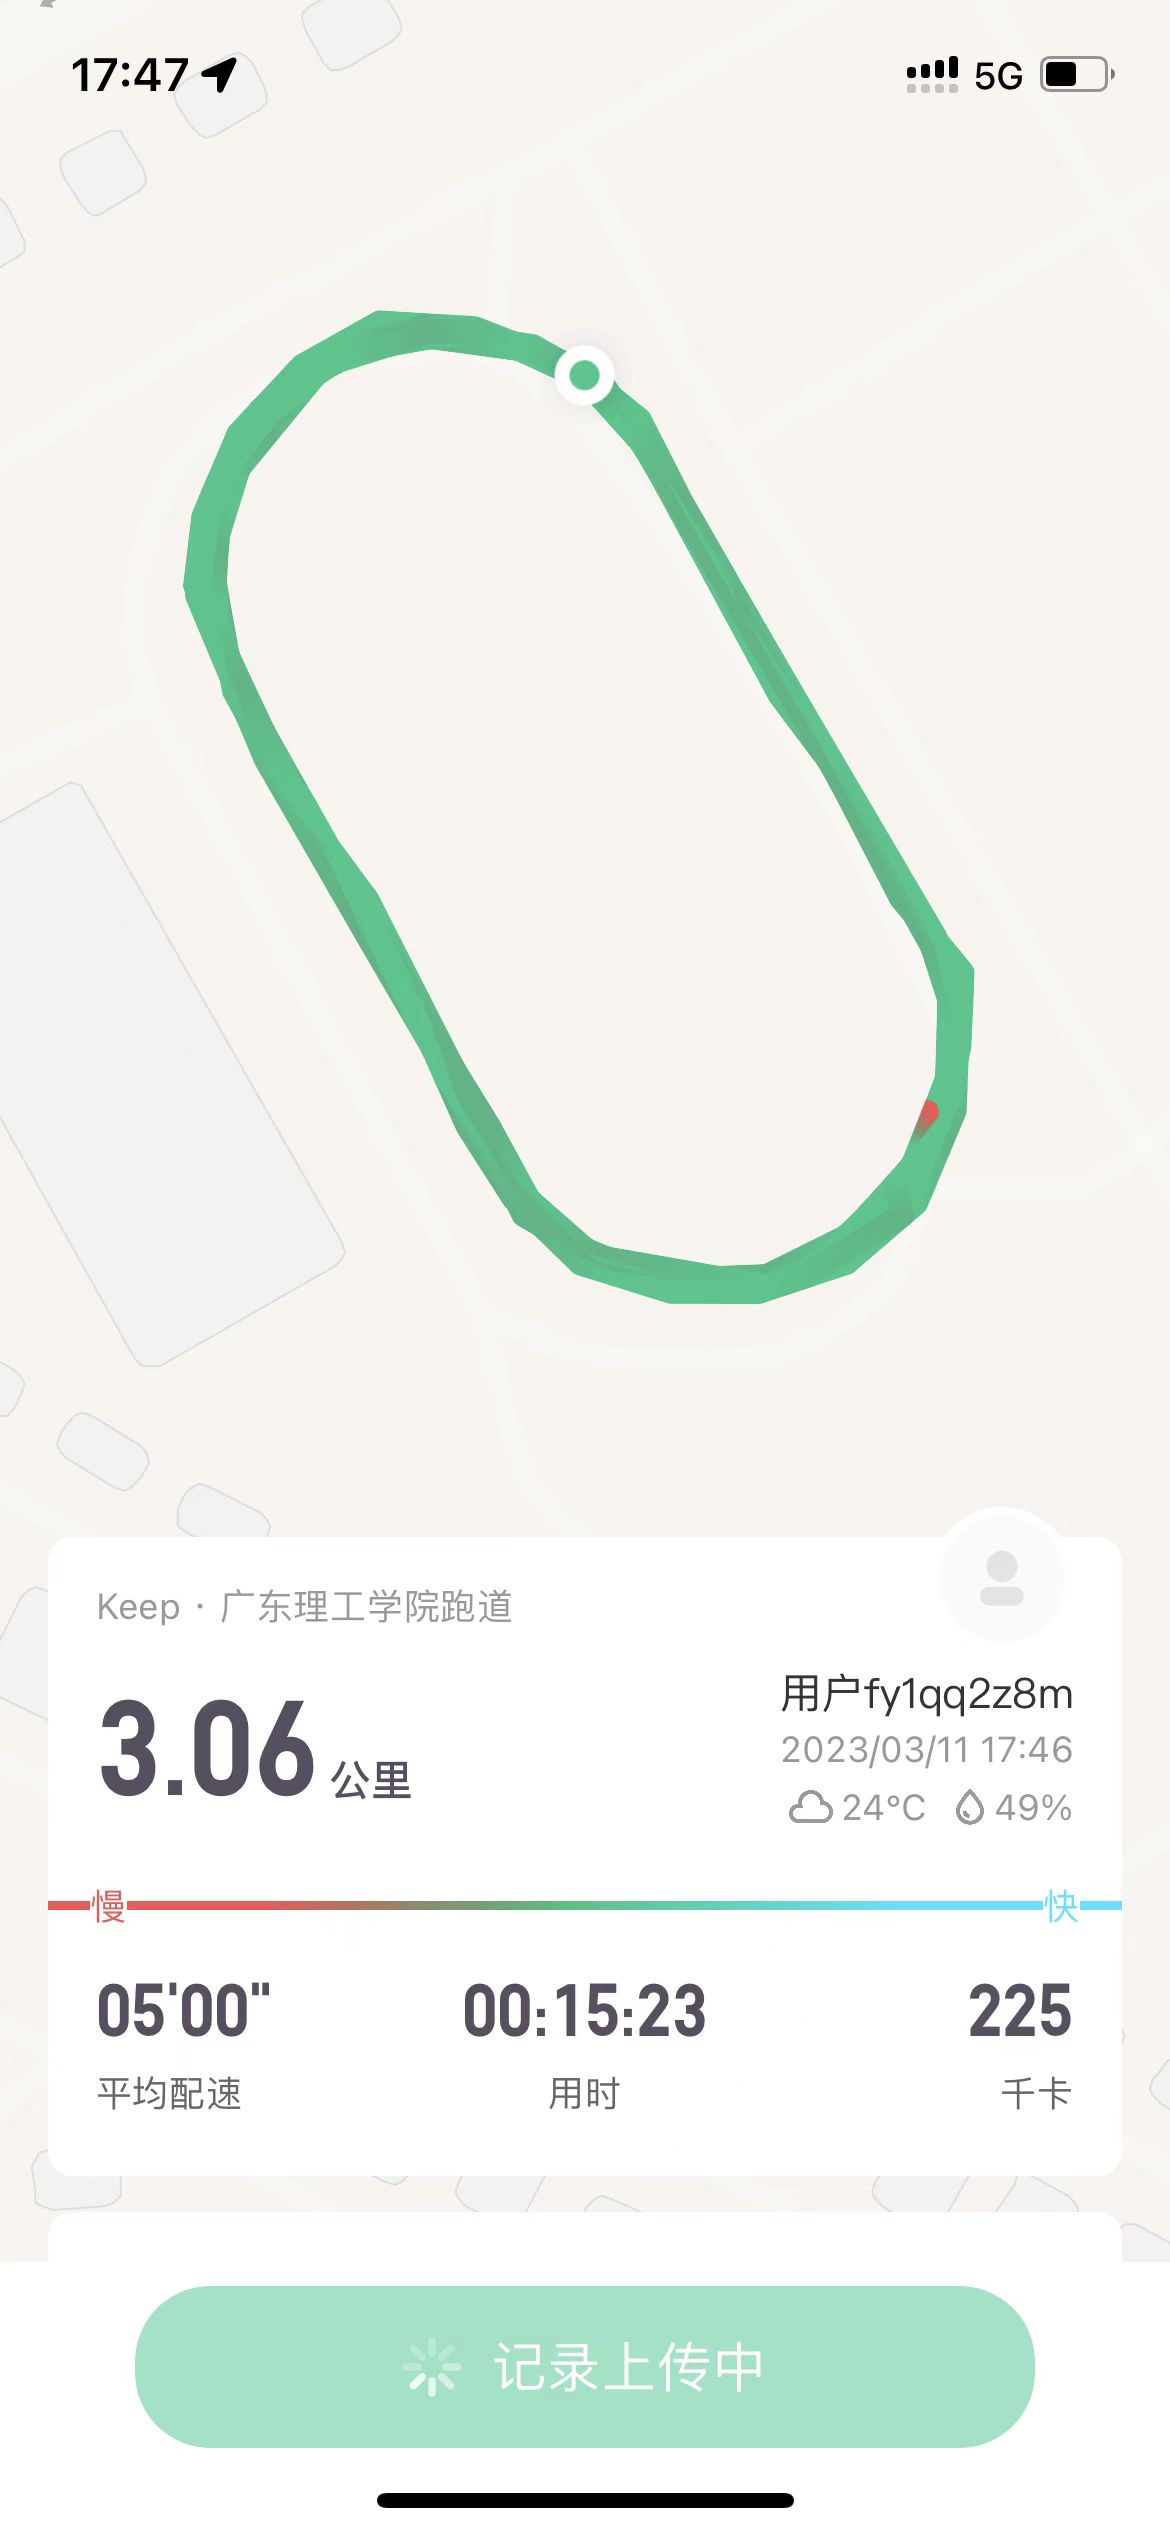 17:47
5G
Keep · 广东理工学院跑道
3.06 公里
用户fy1qq2z8m
2023/03/11 17:46
24°C 49%
慢 快
05'00" 00:15:23 225
平均配速 用时 千卡
记录上传中